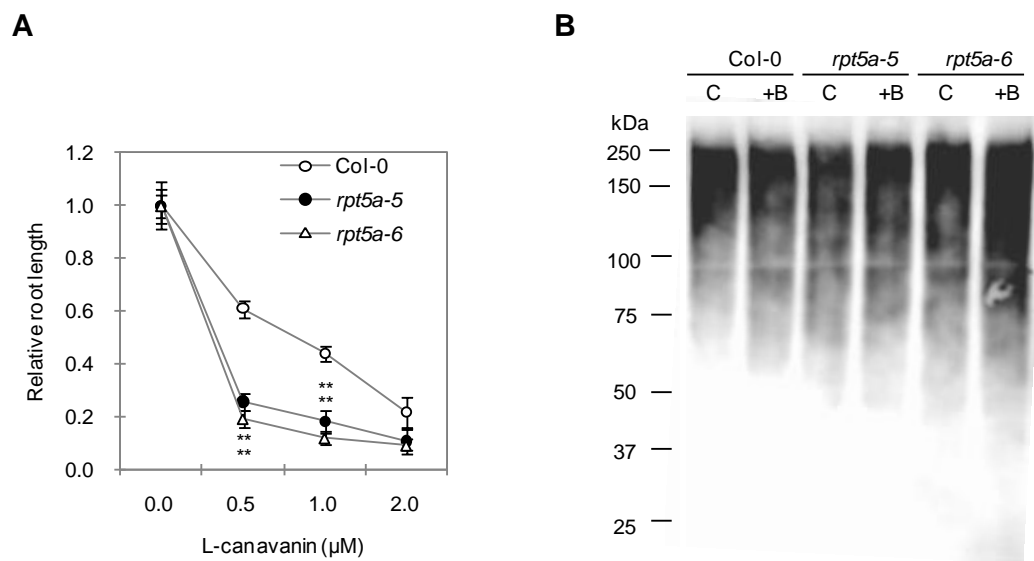 A
1.2
1.0
0.8
0.6
0.4
0.2
0.0
Relative root length
Col-0
rpt5a-5
rpt5a-6
**
**
**
**
0.0 0.5 1.0 2.0
L-canavanin (µM)
B
Col-0 rpt5a-5 rpt5a-6
C +B C +B C +B
kDa
250
150
100
75
50
37
25